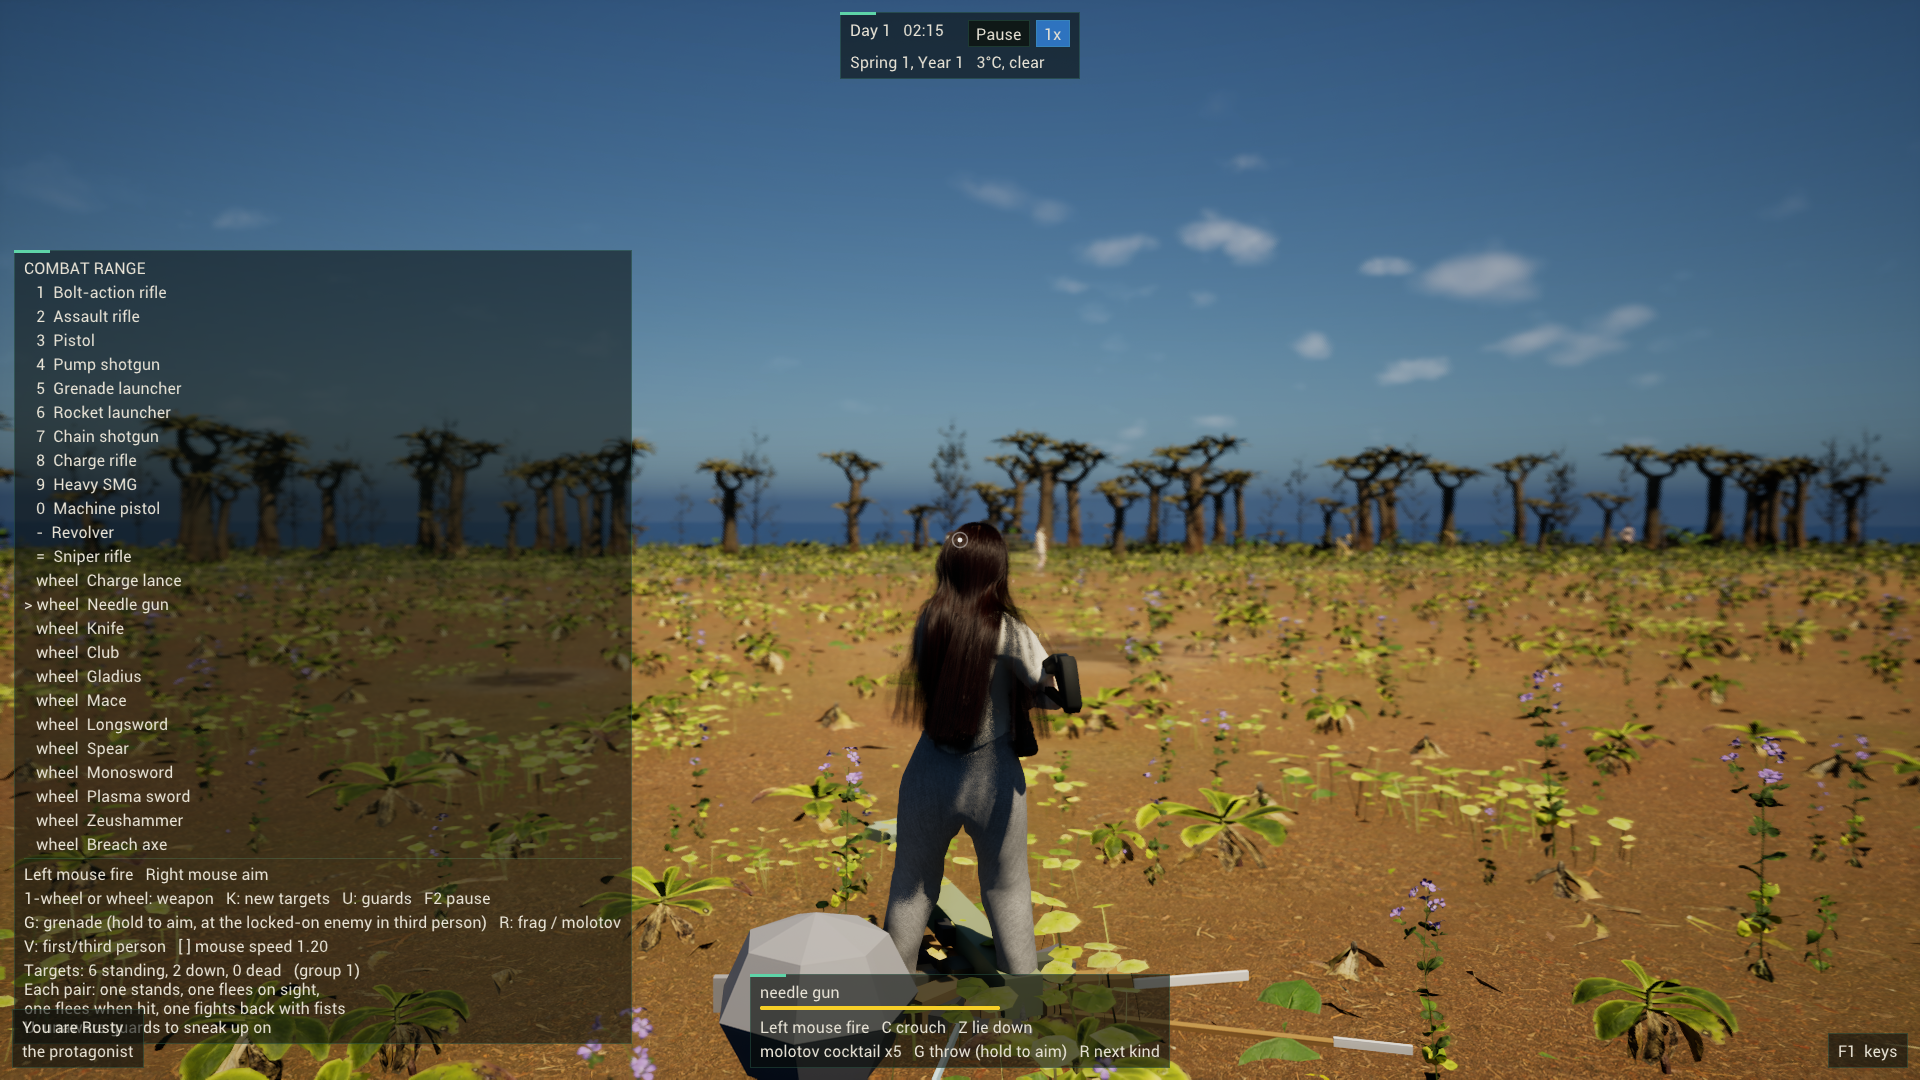 Day 1 02:15 Pause 1x
Spring 1, Year 1 3°C, clear
COMBAT RANGE
1 Bolt-action rifle
2 Assault rifle
3 Pistol
4 Pump shotgun
5 Grenade launcher
6 Rocket launcher
7 Chain shotgun
8 Charge rifle
9 Heavy SMG
0 Machine pistol
- Revolver
= Sniper rifle
wheel Charge lance
> wheel Needle gun
wheel Knife
wheel Club
wheel Gladius
wheel Mace
wheel Longsword
wheel Spear
wheel Monosword
wheel Plasma sword
wheel Zeushammer
wheel Breach axe
Left mouse fire Right mouse aim
1-wheel or wheel: weapon K: new targets U: guards F2 pause
G: grenade (hold to aim, at the locked-on enemy in third person) R: frag / molotov
V: first/third person [ ] mouse speed 1.20
Targets: 6 standing, 2 down, 0 dead (group 1)
Each pair: one stands, one flees on sight,
one flees when hit, one fights back with fists
to sneak up on
You are Rusty
the protagonist
needle gun
Left mouse fire C crouch Z lie down
molotov cocktail x5 G throw (hold to aim) R next kind
F1 keys